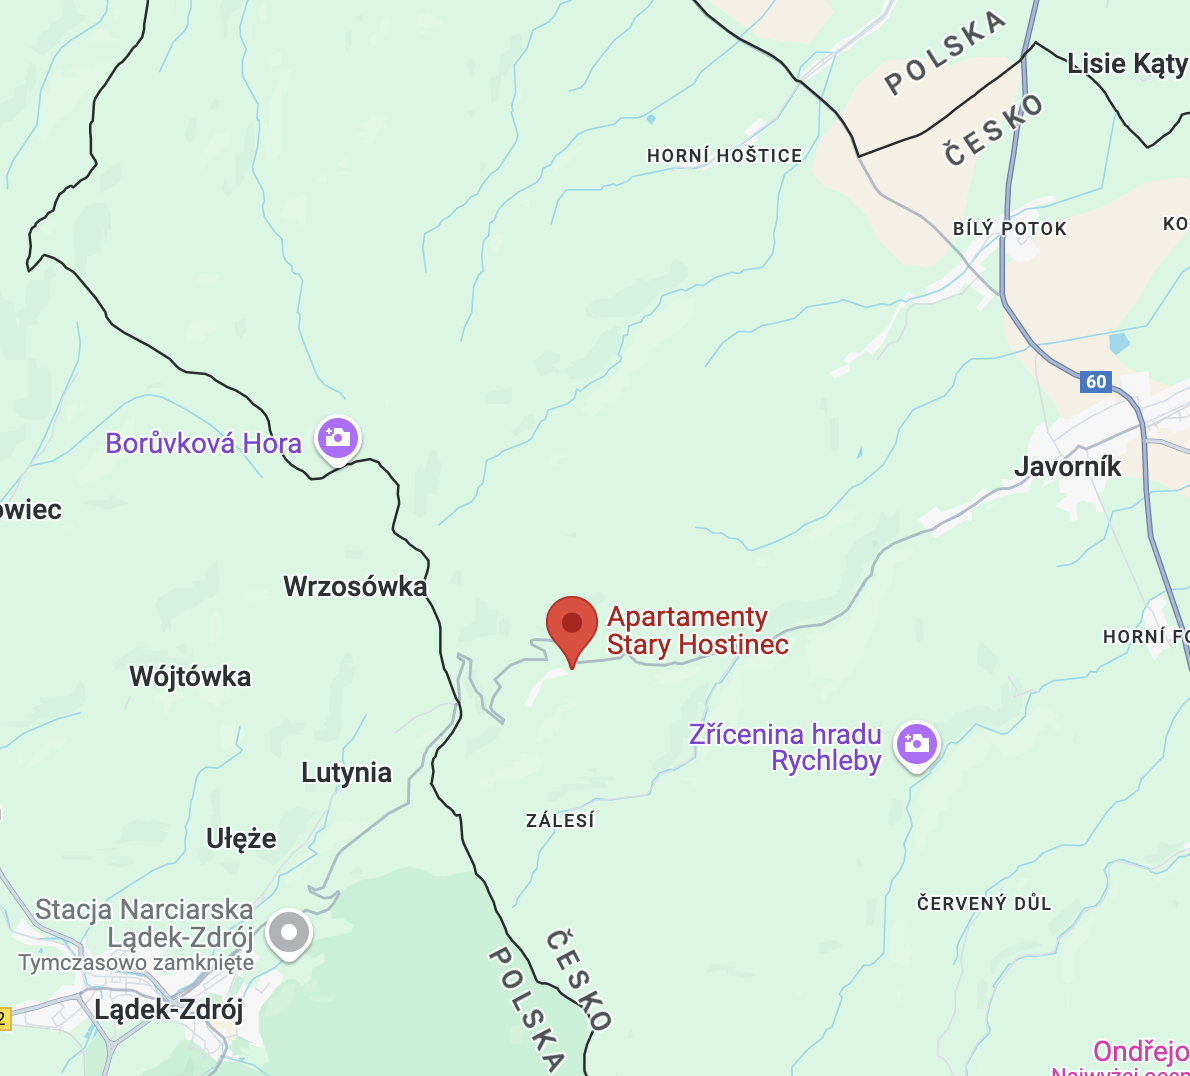 POLSKA
Lisie Kąty
ČESKO
HORNÍ HOŠTICE
BÍLÝ POTOK
KO
60
Borůvková Hora
Javorník
owiec
Wrzosówka
Apartamenty
Stary Hostinec
HORNÍ FO
Wójtówka
Zřícenina hradu
Rychleby
Lutynia
ZÁLESÍ
Ułęże
ČERVENÝ DŮL
Stacja Narciarska
Lądek-Zdrój
Tymczasowo zamknięte
ČESKO
POLSKA
Lądek-Zdrój
2
Ondřejo